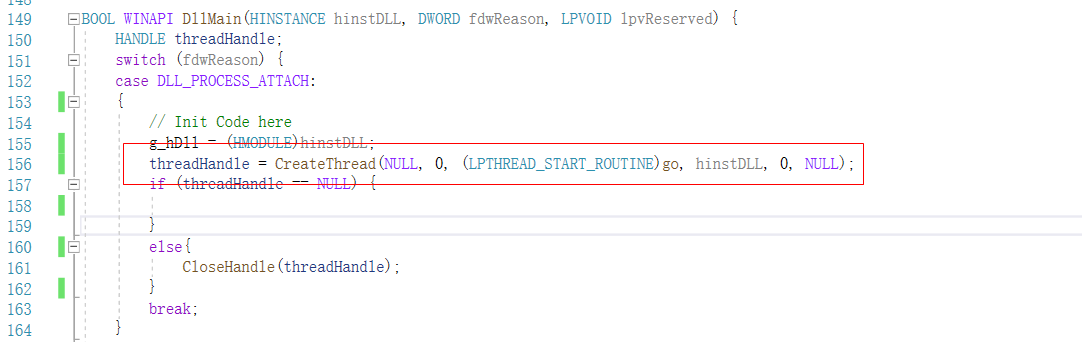 148
149 BOOL WINAPI DllMain(HINSTANCE hinstDLL, DWORD fdwReason, LPVOID lpvReserved) {
150 HANDLE threadHandle;
151 switch (fdwReason) {
152 case DLL_PROCESS_ATTACH:
153 {
154 // Init Code here
155 g_hDll = (HMODULE)hinstDLL;
156 threadHandle = CreateThread(NULL, 0, (LPTHREAD_START_ROUTINE)go, hinstDLL, 0, NULL);
157 if (threadHandle == NULL) {
158
159 }
160 else{
161 CloseHandle(threadHandle);
162 }
163 break;
164 }